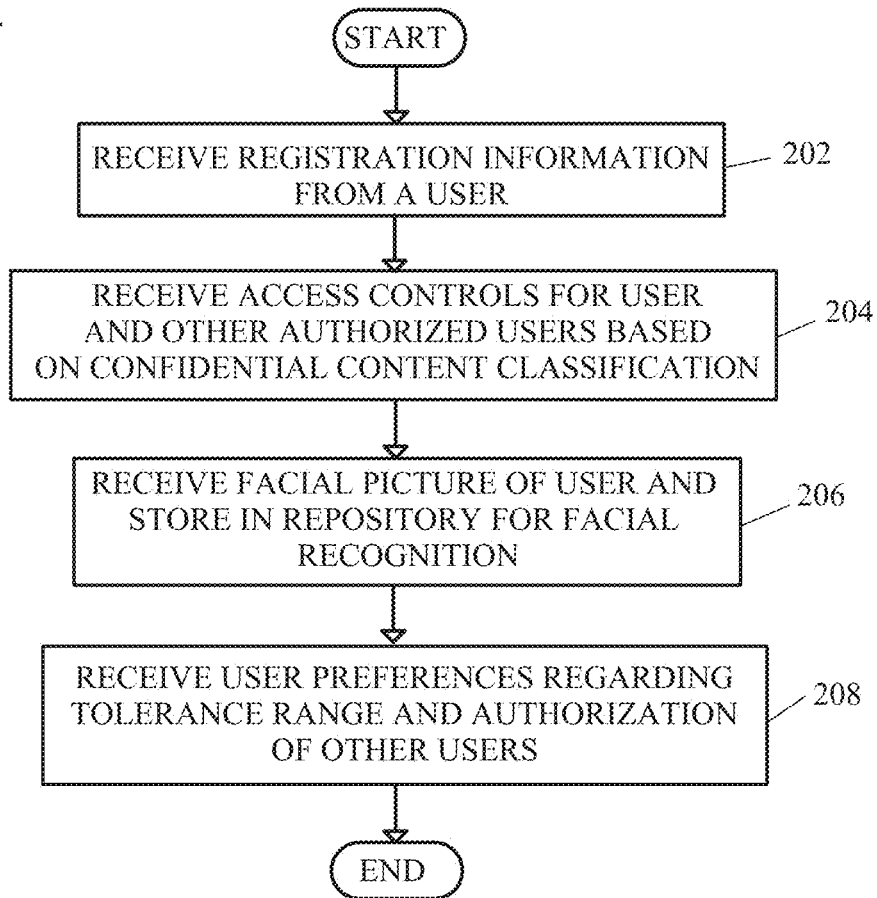 START
RECEIVE REGISTRATION INFORMATION
FROM A USER
202
RECEIVE ACCESS CONTROLS FOR USER
AND OTHER AUTHORIZED USERS BASED
ON CONFIDENTIAL CONTENT CLASSIFICATION
204
RECEIVE FACIAL PICTURE OF USER AND
STORE IN REPOSITORY FOR FACIAL
RECOGNITION
206
RECEIVE USER PREFERENCES REGARDING
TOLERANCE RANGE AND AUTHORIZATION
OF OTHER USERS
208
END